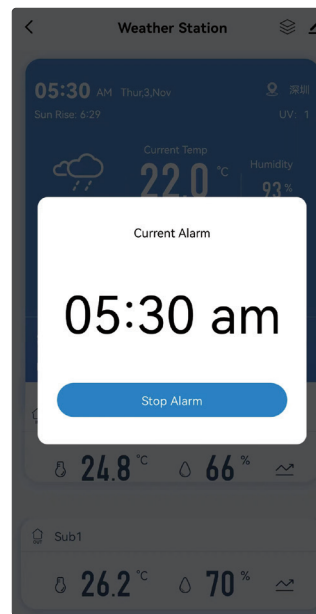 Weather Station
05:30 AM Thur,3,Nov
深圳
Sun Rise: 6:29
UV: 1
Current Temp
22.0 °C
Humidity
93 %
Current Alarm
05:30 am
Stop Alarm
24.8 °C
66 %
Sub1
26.2 °C
70 %